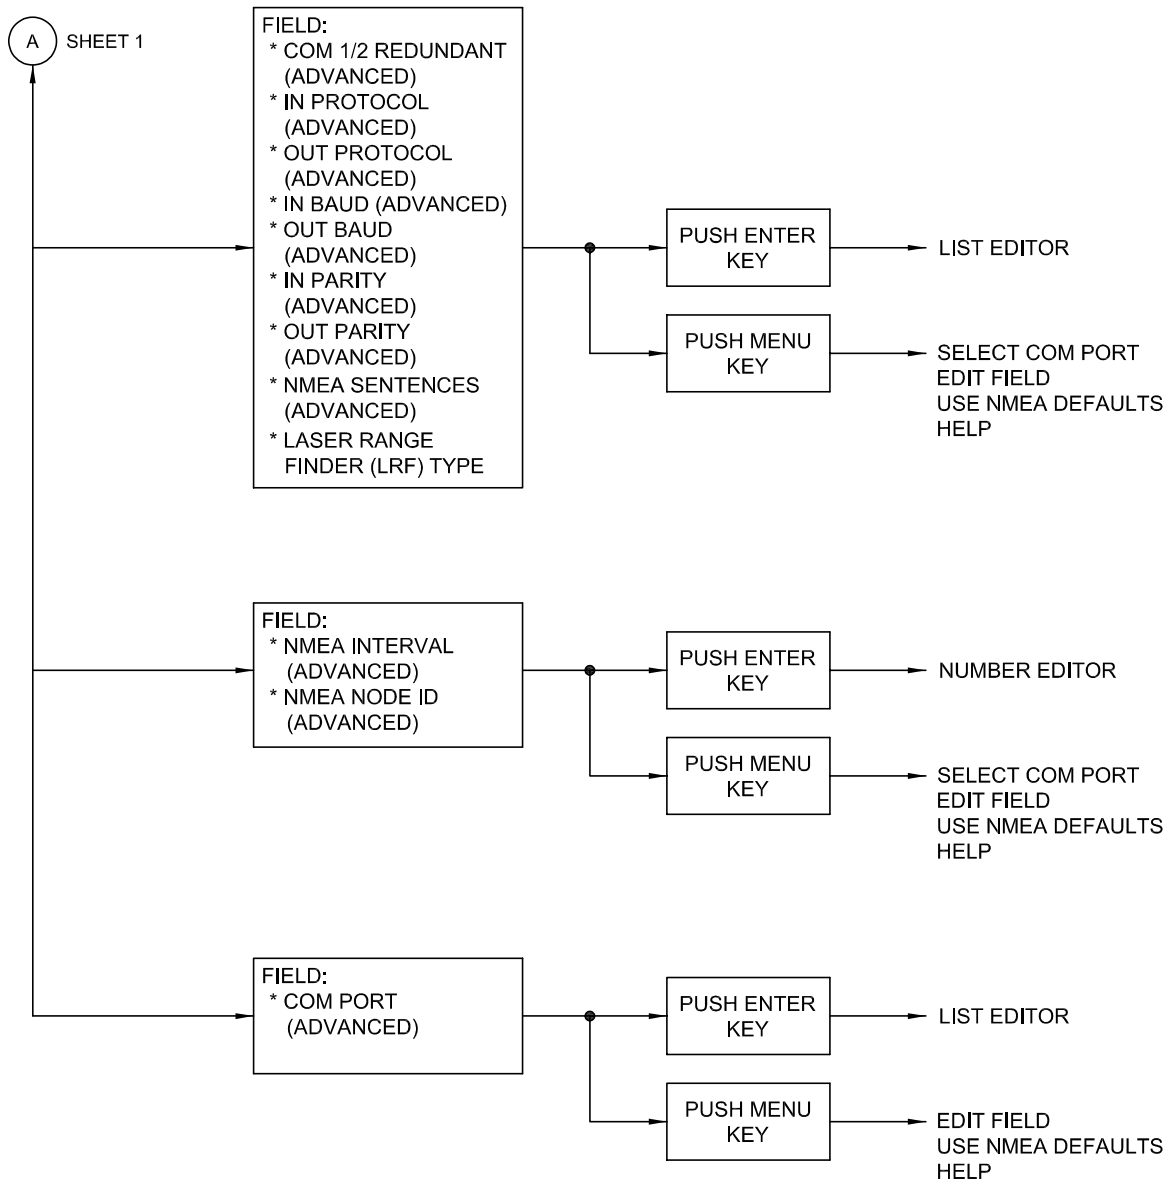 A SHEET 1
FIELD:
* COM 1/2 REDUNDANT
(ADVANCED)
* IN PROTOCOL
(ADVANCED)
* OUT PROTOCOL
(ADVANCED)
* IN BAUD (ADVANCED)
* OUT BAUD
(ADVANCED)
* IN PARITY
(ADVANCED)
* OUT PARITY
(ADVANCED)
* NMEA SENTENCES
(ADVANCED)
* LASER RANGE
FINDER (LRF) TYPE
PUSH ENTER
KEY
LIST EDITOR
PUSH MENU
KEY
SELECT COM PORT
EDIT FIELD
USE NMEA DEFAULTS
HELP
FIELD:
* NMEA INTERVAL
(ADVANCED)
* NMEA NODE ID
(ADVANCED)
PUSH ENTER
KEY
NUMBER EDITOR
PUSH MENU
KEY
SELECT COM PORT
EDIT FIELD
USE NMEA DEFAULTS
HELP
FIELD:
* COM PORT
(ADVANCED)
PUSH ENTER
KEY
LIST EDITOR
PUSH MENU
KEY
EDIT FIELD
USE NMEA DEFAULTS
HELP